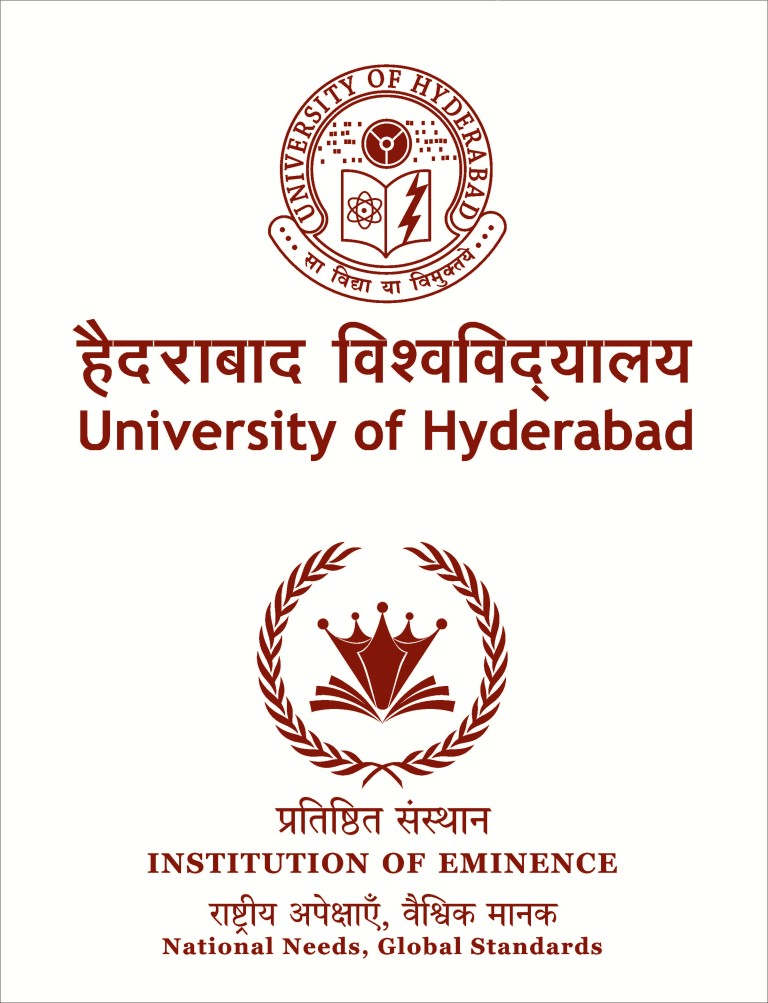 UNIVERSITY OF HYDERABAD
सा विद्या या विमुक्तये
हैदराबाद विश्वविद्‌यालय
University of Hyderabad
प्रतिष्ठित संस्थान
INSTITUTION OF EMINENCE
राष्ट्रीय अपेक्षाएँ, वैश्विक मानक
National Needs, Global Standards